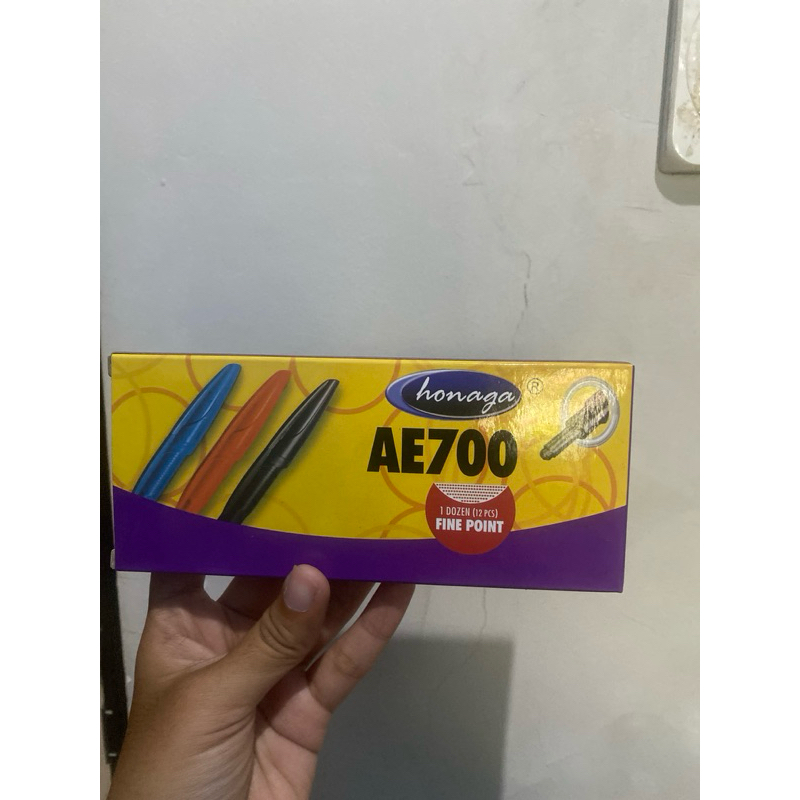 honaga ®
AE700
1 DOZEN (12 PCS)
FINE POINT